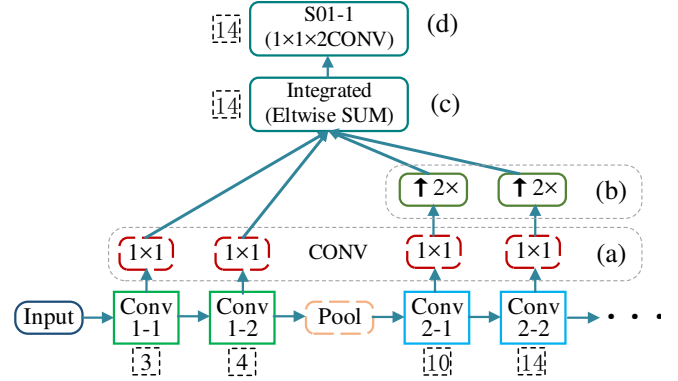 14
S01-1
(1×1×2CONV)
(d)
14
Integrated
(Eltwise SUM)
(c)
↑ 2×
↑ 2×
(b)
1×1
1×1
CONV
1×1
1×1
(a)
Input
Conv
1-1
Conv
1-2
Pool
Conv
2-1
Conv
2-2
· · ·
3
4
10
14